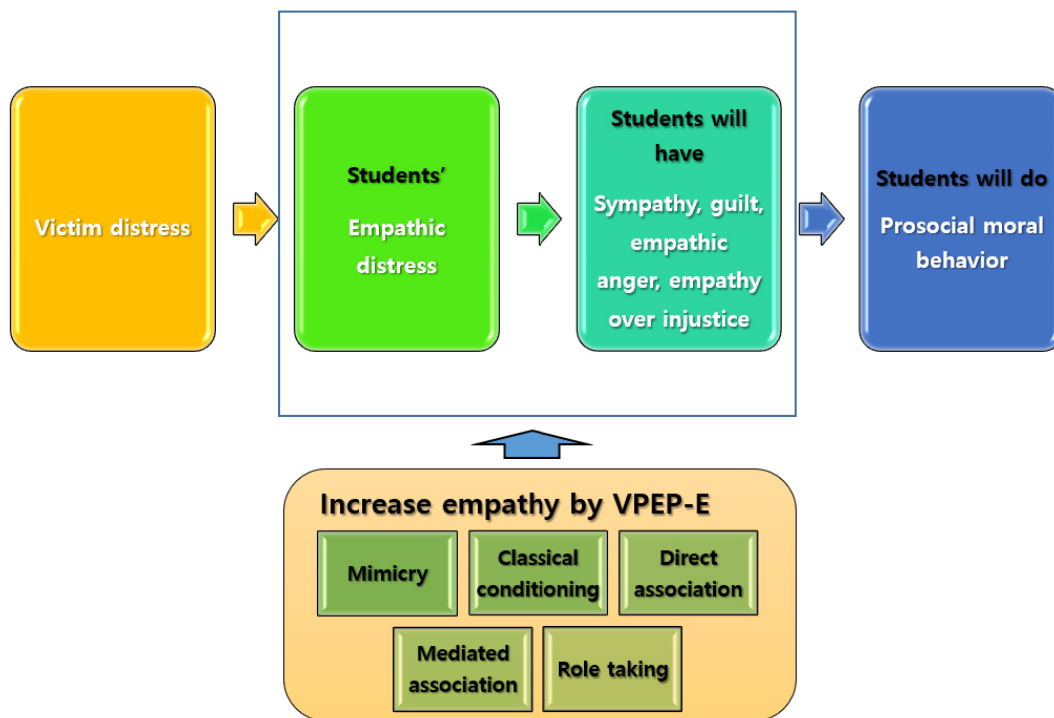 Victim distress
Students’
Empathic
distress
Students will
have
Sympathy, guilt,
empathic
anger, empathy
over injustice
Students will do
Prosocial moral
behavior
Increase empathy by VPEP-E
Mimicry
Classical
conditioning
Direct
association
Mediated
association
Role taking